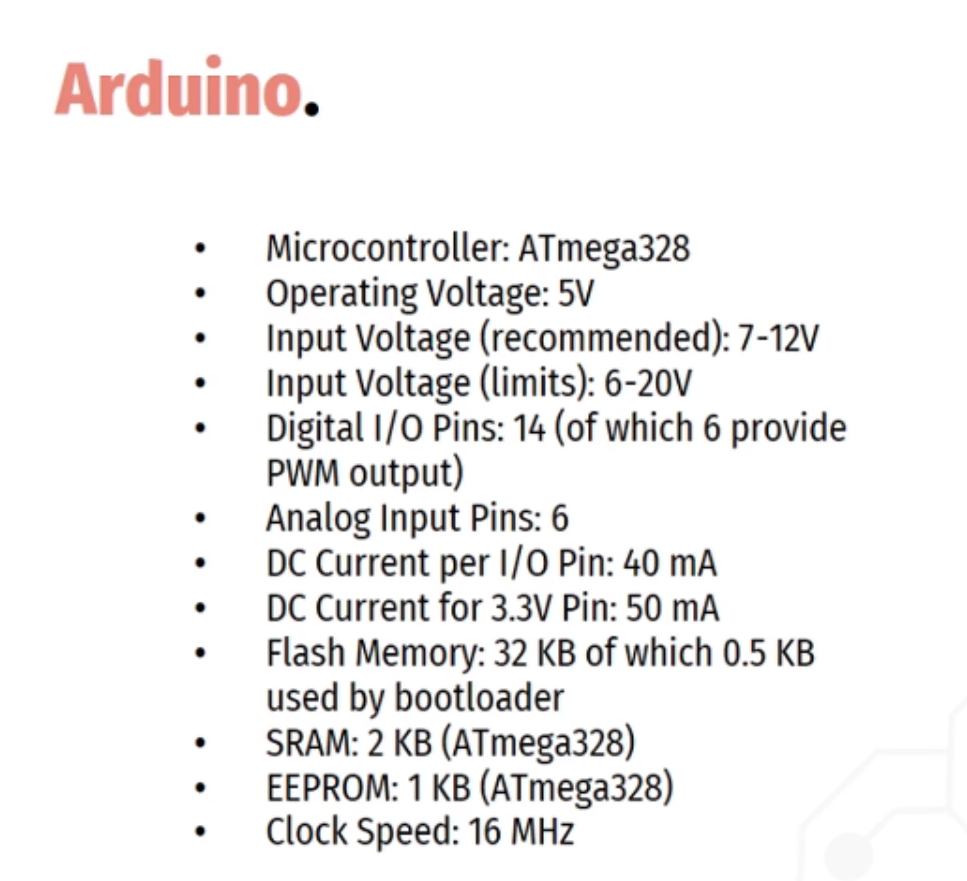 Arduino.
• Microcontroller: ATmega328
• Operating Voltage: 5V
• Input Voltage (recommended): 7-12V
• Input Voltage (limits): 6-20V
• Digital I/O Pins: 14 (of which 6 provide
PWM output)
• Analog Input Pins: 6
• DC Current per I/O Pin: 40 mA
• DC Current for 3.3V Pin: 50 mA
• Flash Memory: 32 KB of which 0.5 KB
used by bootloader
• SRAM: 2 KB (ATmega328)
• EEPROM: 1 KB (ATmega328)
• Clock Speed: 16 MHz